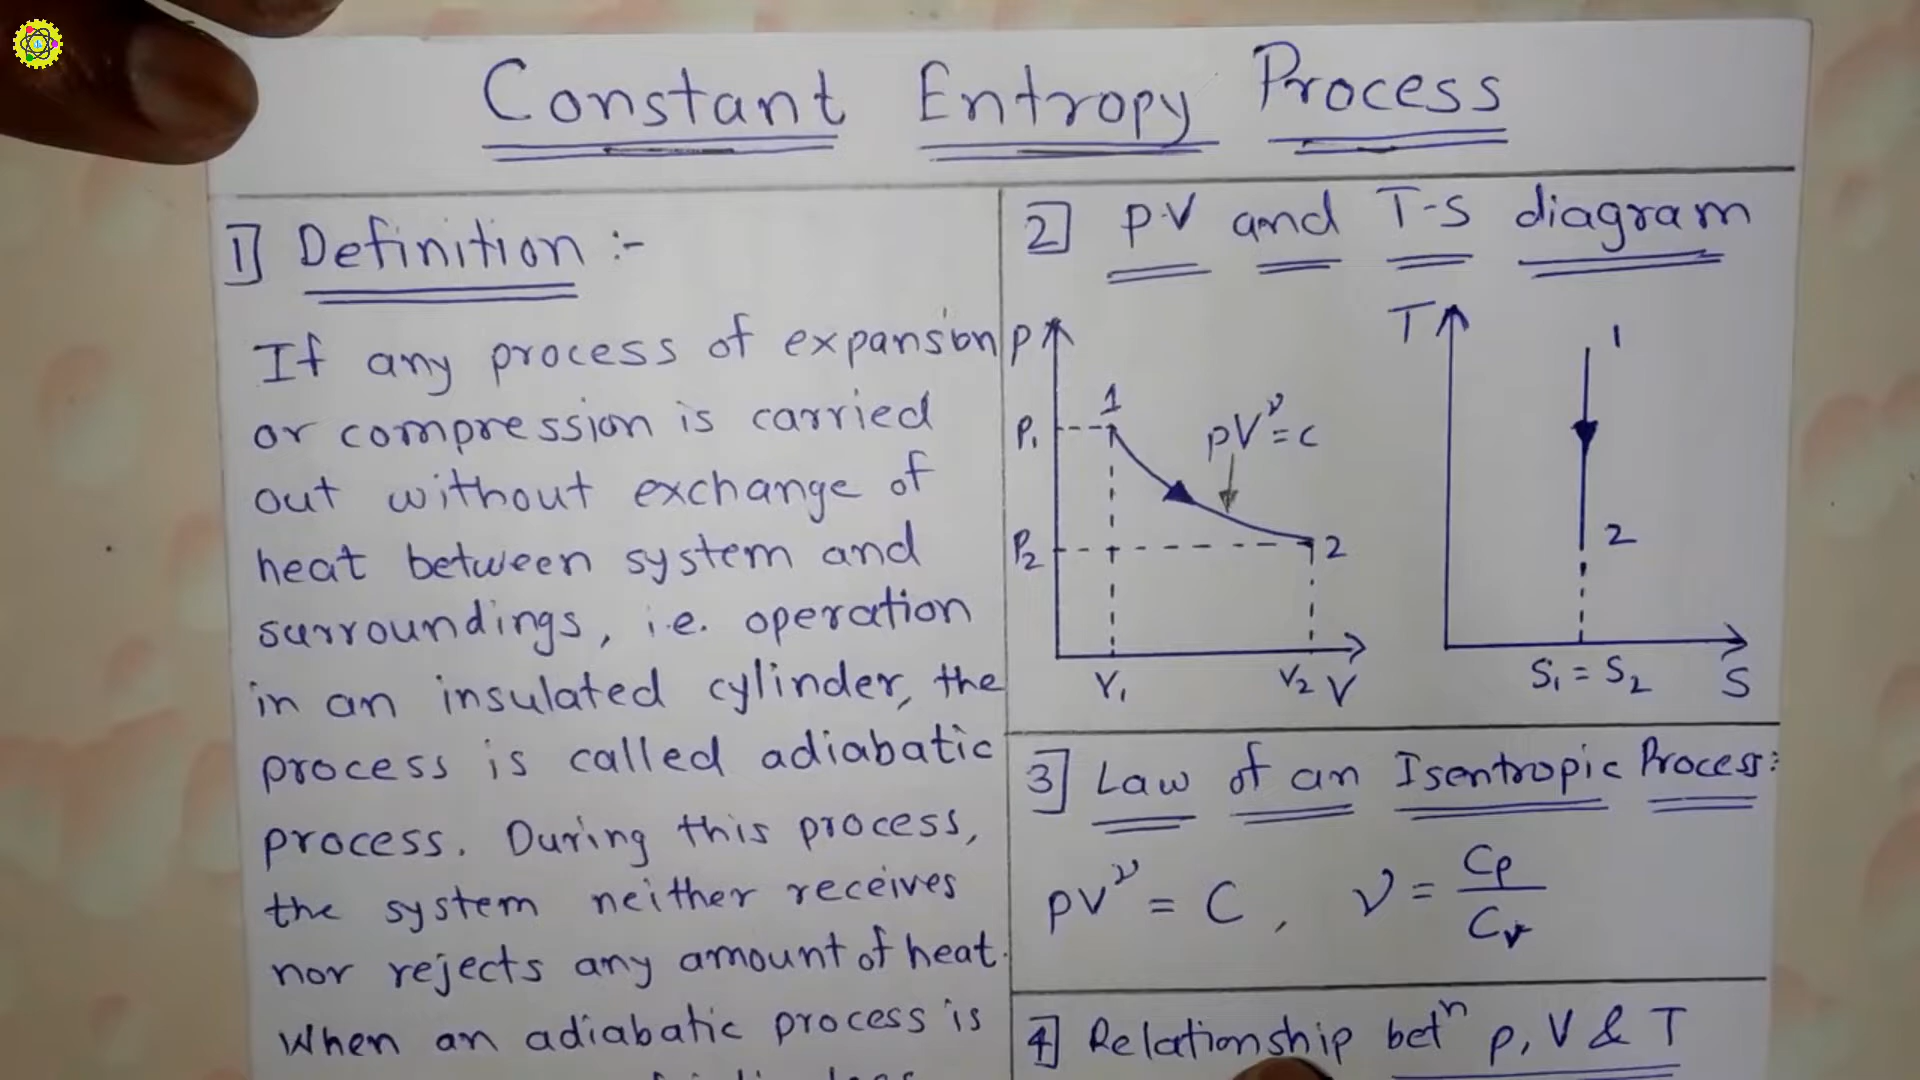 Constant Entropy Process
1] Definition :-
If any process of expansion
or compression is carried
out without exchange of
heat between system and
surroundings, i.e. operation
in an insulated cylinder, the
process is called adiabatic
process. During this process,
the system neither receives
nor rejects any amount of heat.
When an adiabatic process is
2] P-V and T-S diagram
P
1
P₁
pVᵞ = C
P₂
2
V₁
V₂ V
T
1
2
S₁ = S₂
S
3] Law of an Isentropic Process:
pVᵞ = C , γ = Cp/Cv
4] Relationship betⁿ p, V & T